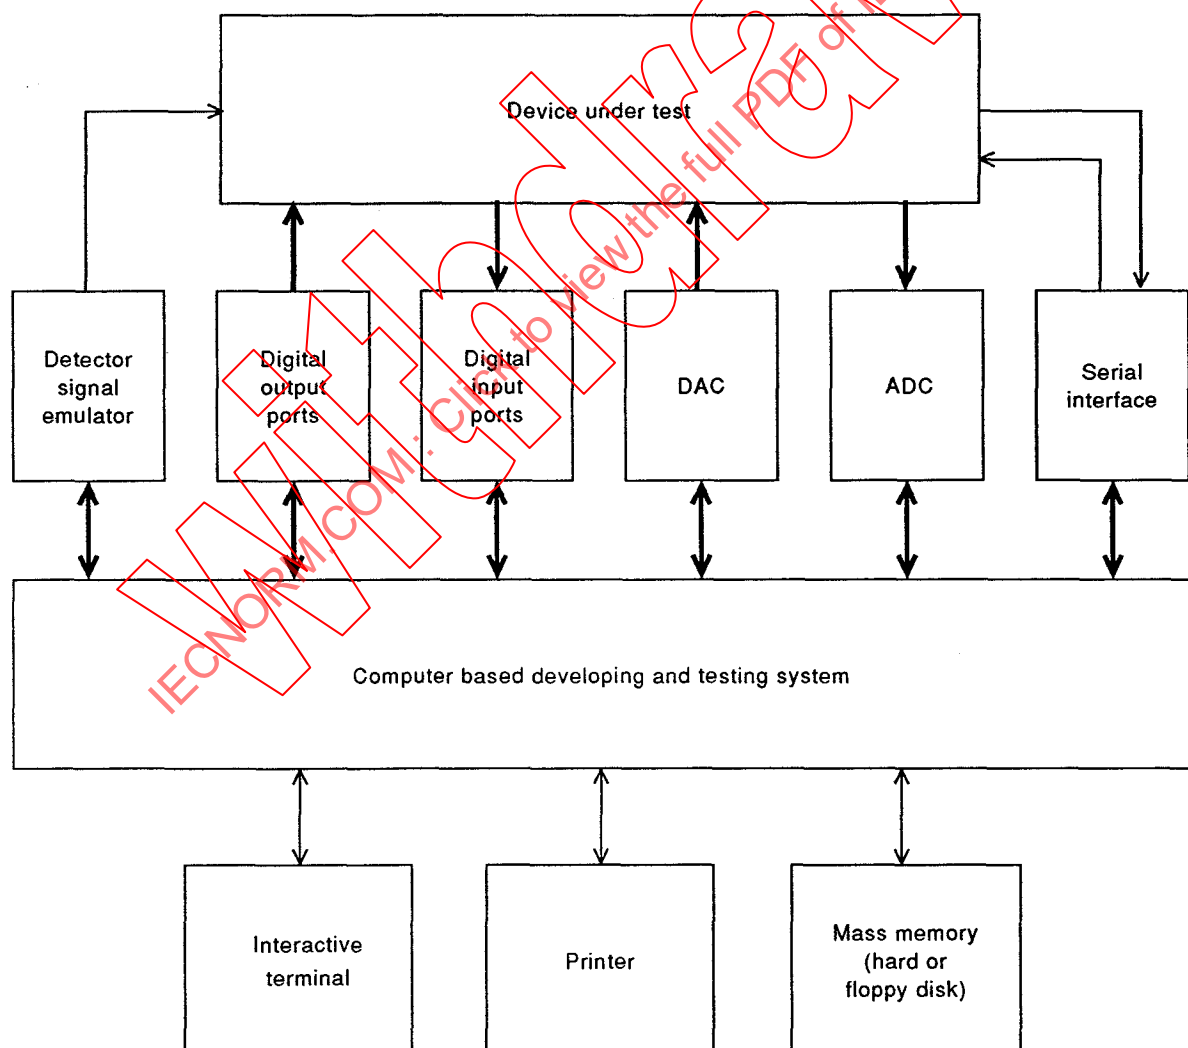 Device under test
Detector
signal
emulator
Digital
output
ports
Digital
input
ports
DAC
ADC
Serial
interface
Computer based developing and testing system
Interactive
terminal
Printer
Mass memory
(hard or
floppy disk)
IECNORM.COM : Click to view the full PDF of